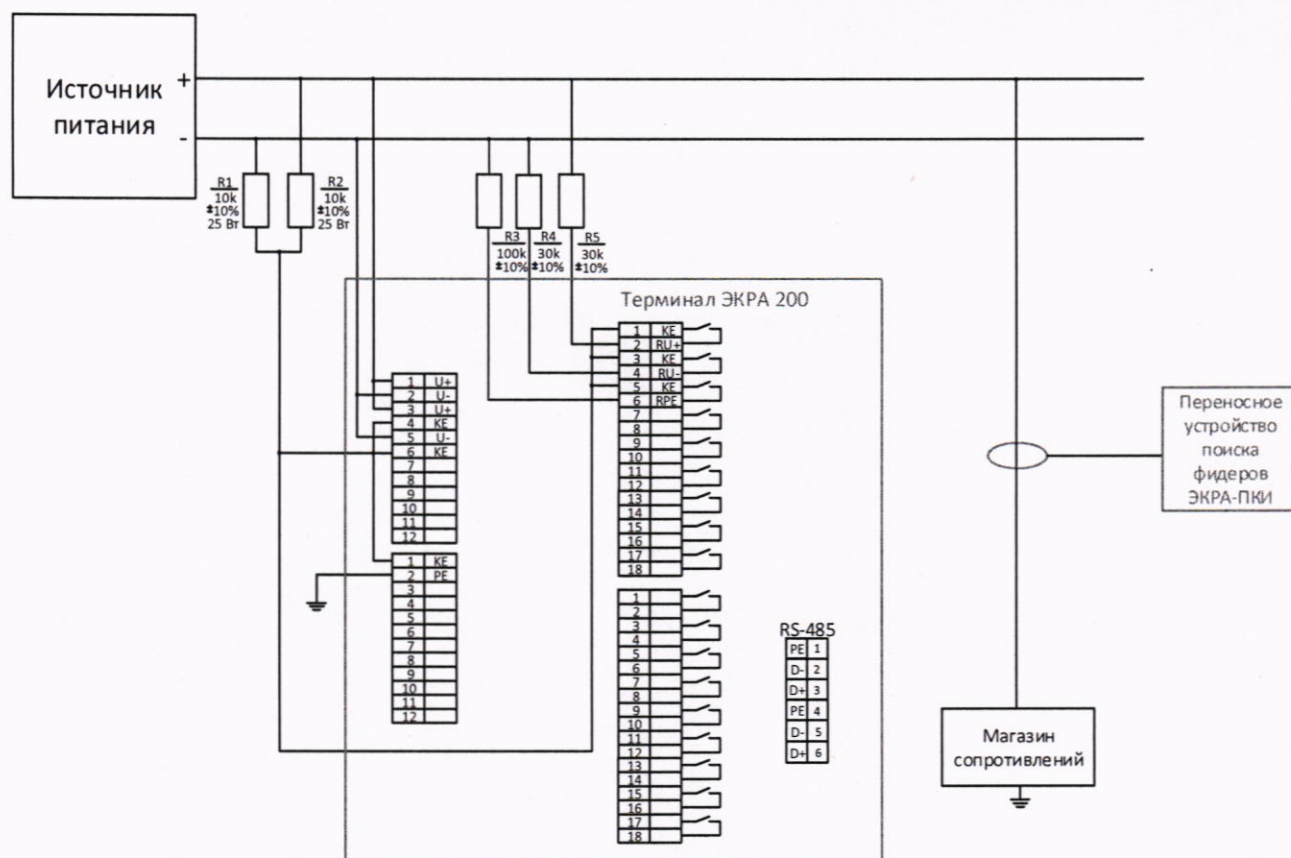 Источник
питания
+
-
R1
10k
±10%
25 Вт
R2
10k
±10%
25 Вт
R3
100k
±10%
R4
30k
±10%
R5
30k
±10%
Терминал ЭКРА 200
1 U+
2 U-
3 U+
4 KE
5 U-
6 KE
7
8
9
10
11
12
1 KE
2 PE
3
4
5
6
7
8
9
10
11
12
1 KE
2 RU+
3 KE
4 RU-
5 KE
6 RPE
7
8
9
10
11
12
13
14
15
16
17
18
1
2
3
4
5
6
7
8
9
10
11
12
13
14
15
16
17
18
RS-485
PE 1
D- 2
D+ 3
PE 4
D- 5
D+ 6
Переносное
устройство
поиска
фидеров
ЭКРА-ПКИ
Магазин
сопротивлений